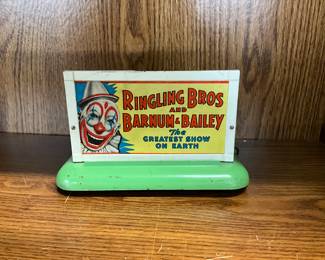 RINGLING BROS
AND
BARNUM & BAILEY
The
GREATEST SHOW
ON EARTH